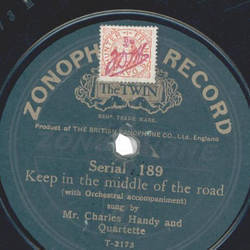 ZONOPHONE RECORD
The TWIN
REGP. TRADE MARK.
Product of THE BRITISH ZONOPHONE CO., Ltd., England
Serial 189
Keep in the middle of the road
(with Orchestral accompaniment)
sung by
Mr. Charles Handy and
Quartette
T-2173